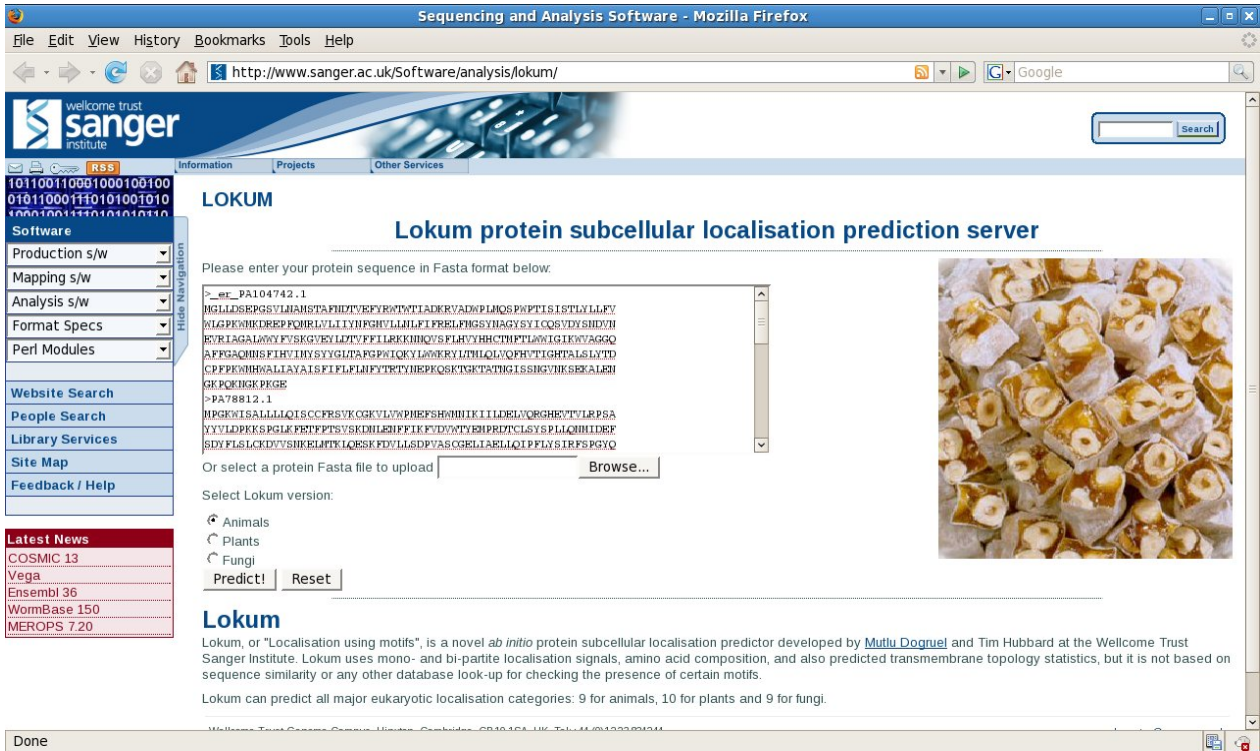 Sequencing and Analysis Software - Mozilla Firefox
File Edit View History Bookmarks Tools Help
http://www.sanger.ac.uk/Software/analysis/lokum/
G Google
wellcome trust
sanger
institute
Search
RSS
Information Projects Other Services
101100110001000100100
010110001110101001010
LOKUM
Software
Production s/w
Mapping s/w
Analysis s/w
Format Specs
Perl Modules
Hide Navigation
Website Search
People Search
Library Services
Site Map
Feedback / Help
Latest News
COSMIC 13
Vega
Ensembl 36
WormBase 150
MEROPS 7.20
Lokum protein subcellular localisation prediction server
Please enter your protein sequence in Fasta format below:
>_er_PA104742.1
GKPQKNGKPKGE
>PA78812.1
Or select a protein Fasta file to upload Browse...
Select Lokum version:
Animals
Plants
Fungi
Predict! Reset
Lokum
Lokum, or "Localisation using motifs", is a novel ab initio protein subcellular localisation predictor developed by Mutlu Dogruel and Tim Hubbard at the Wellcome Trust
Sanger Institute. Lokum uses mono- and bi-partite localisation signals, amino acid composition, and also predicted transmembrane topology statistics, but it is not based on
sequence similarity or any other database look-up for checking the presence of certain motifs.
Lokum can predict all major eukaryotic localisation categories: 9 for animals, 10 for plants and 9 for fungi.
Done